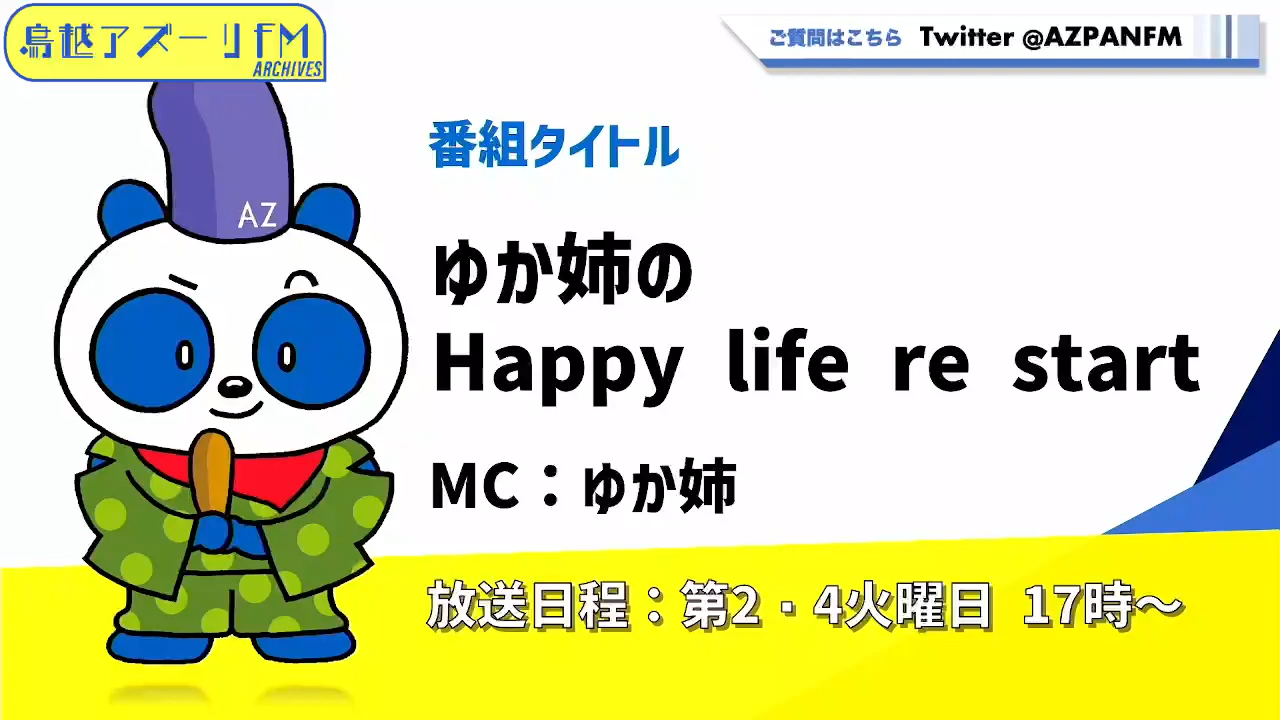 鳥越アズーリFM
ARCHIVES
ご質問はこちら Twitter @AZPANFM
AZ
番組タイトル
ゆか姉の
Happy life re start
MC：ゆか姉
放送日程：第2・4火曜日 17時～